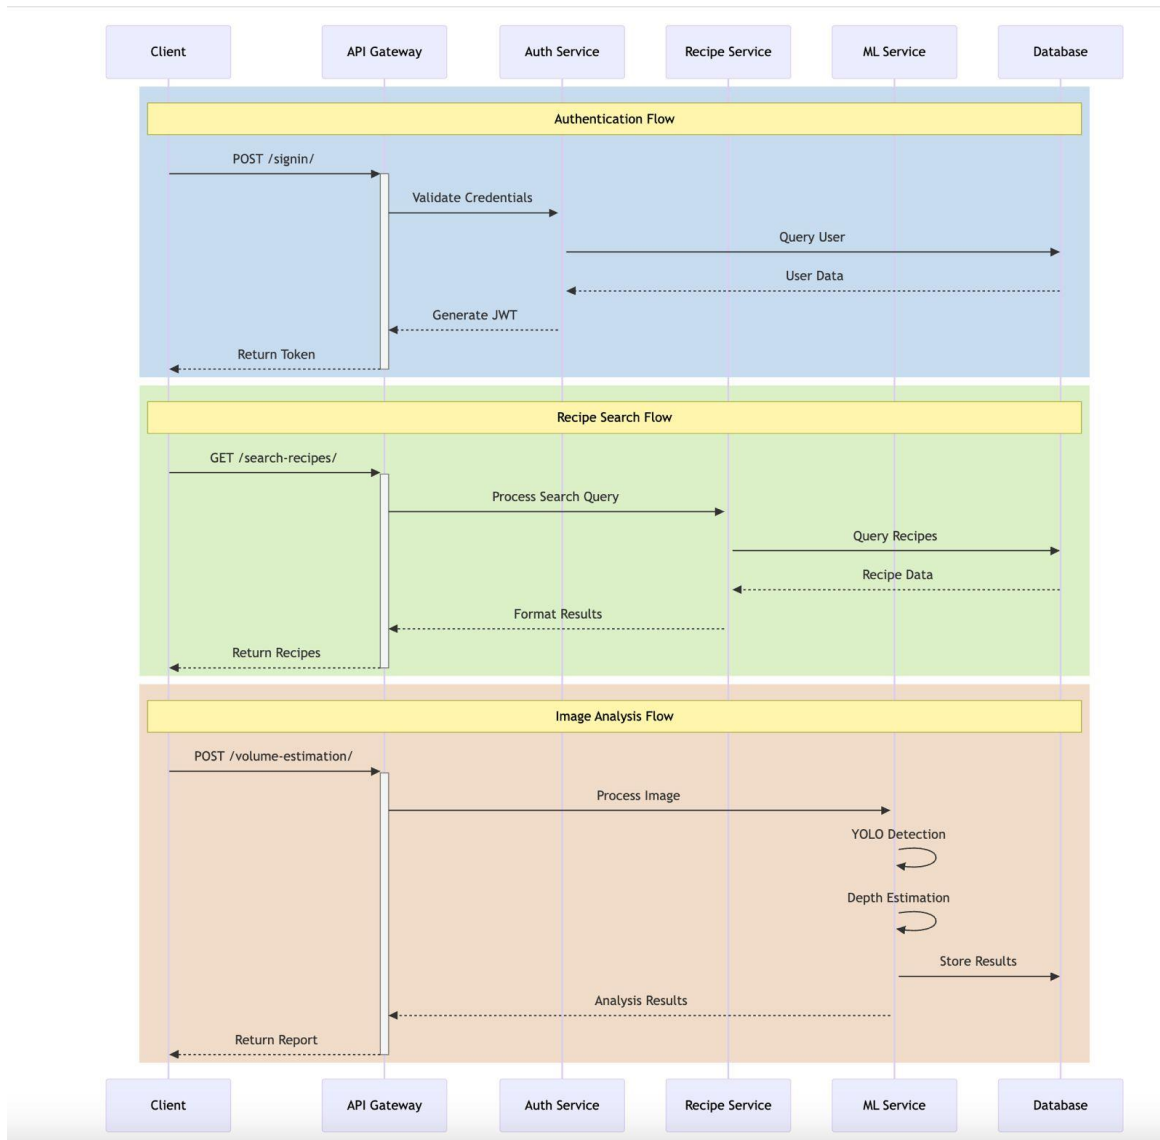 Client
API Gateway
Auth Service
Recipe Service
ML Service
Database
Authentication Flow
POST /signin/
Validate Credentials
Query User
User Data
Generate JWT
Return Token
Recipe Search Flow
GET /search-recipes/
Process Search Query
Query Recipes
Recipe Data
Format Results
Return Recipes
Image Analysis Flow
POST /volume-estimation/
Process Image
YOLO Detection
Depth Estimation
Store Results
Analysis Results
Return Report
Client
API Gateway
Auth Service
Recipe Service
ML Service
Database